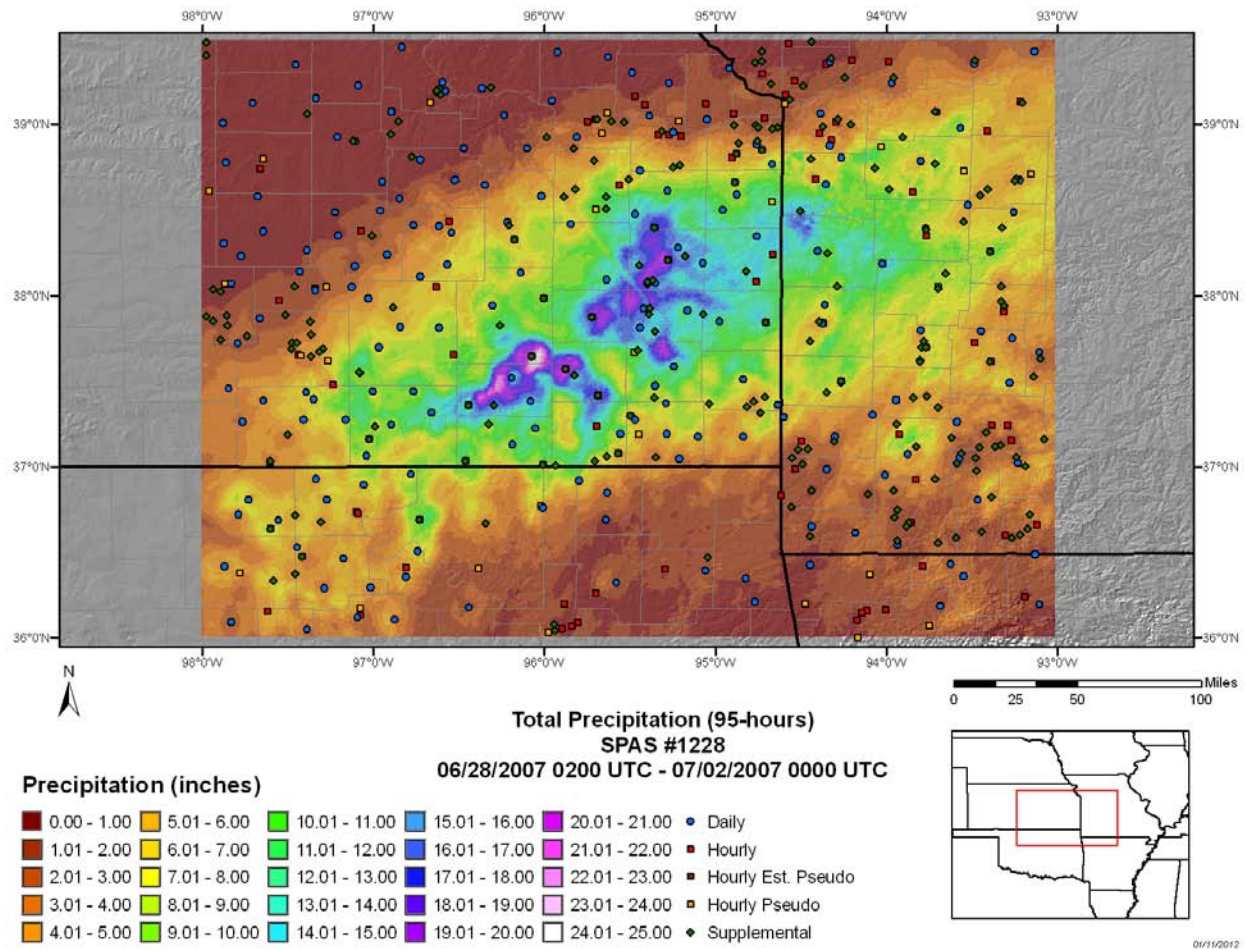 98°0'W 97°0'W 96°0'W 95°0'W 94°0'W 93°0'W
39°0'N 39°0'N
38°0'N 38°0'N
37°0'N 37°0'N
36°0'N 36°0'N
98°0'W 97°0'W 96°0'W 95°0'W 94°0'W 93°0'W
N
Miles
0 25 50 100
Total Precipitation (95-hours)
SPAS #1228
06/28/2007 0200 UTC - 07/02/2007 0000 UTC
Precipitation (inches)
0.00 - 1.00 5.01 - 6.00 10.01 - 11.00 15.01 - 16.00 20.01 - 21.00 Daily
1.01 - 2.00 6.01 - 7.00 11.01 - 12.00 16.01 - 17.00 21.01 - 22.00 Hourly
2.01 - 3.00 7.01 - 8.00 12.01 - 13.00 17.01 - 18.00 22.01 - 23.00 Hourly Est. Pseudo
3.01 - 4.00 8.01 - 9.00 13.01 - 14.00 18.01 - 19.00 23.01 - 24.00 Hourly Pseudo
4.01 - 5.00 9.01 - 10.00 14.01 - 15.00 19.01 - 20.00 24.01 - 25.00 Supplemental
01/11/2012